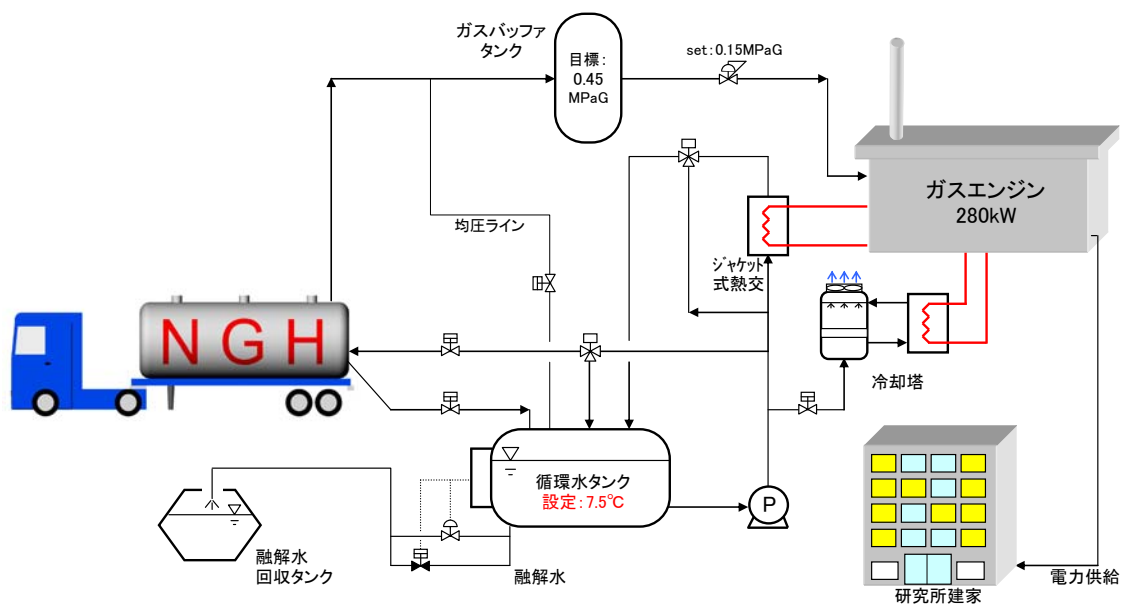 ガスバッファ
タンク
目標:
0.45
MPaG
set:0.15MPaG
ガスエンジン
280kW
均圧ライン
ジャケット
式熱交
NGH
冷却塔
循環水タンク
設定:7.5℃
P
融解水
回収タンク
融解水
電力供給
研究所建家